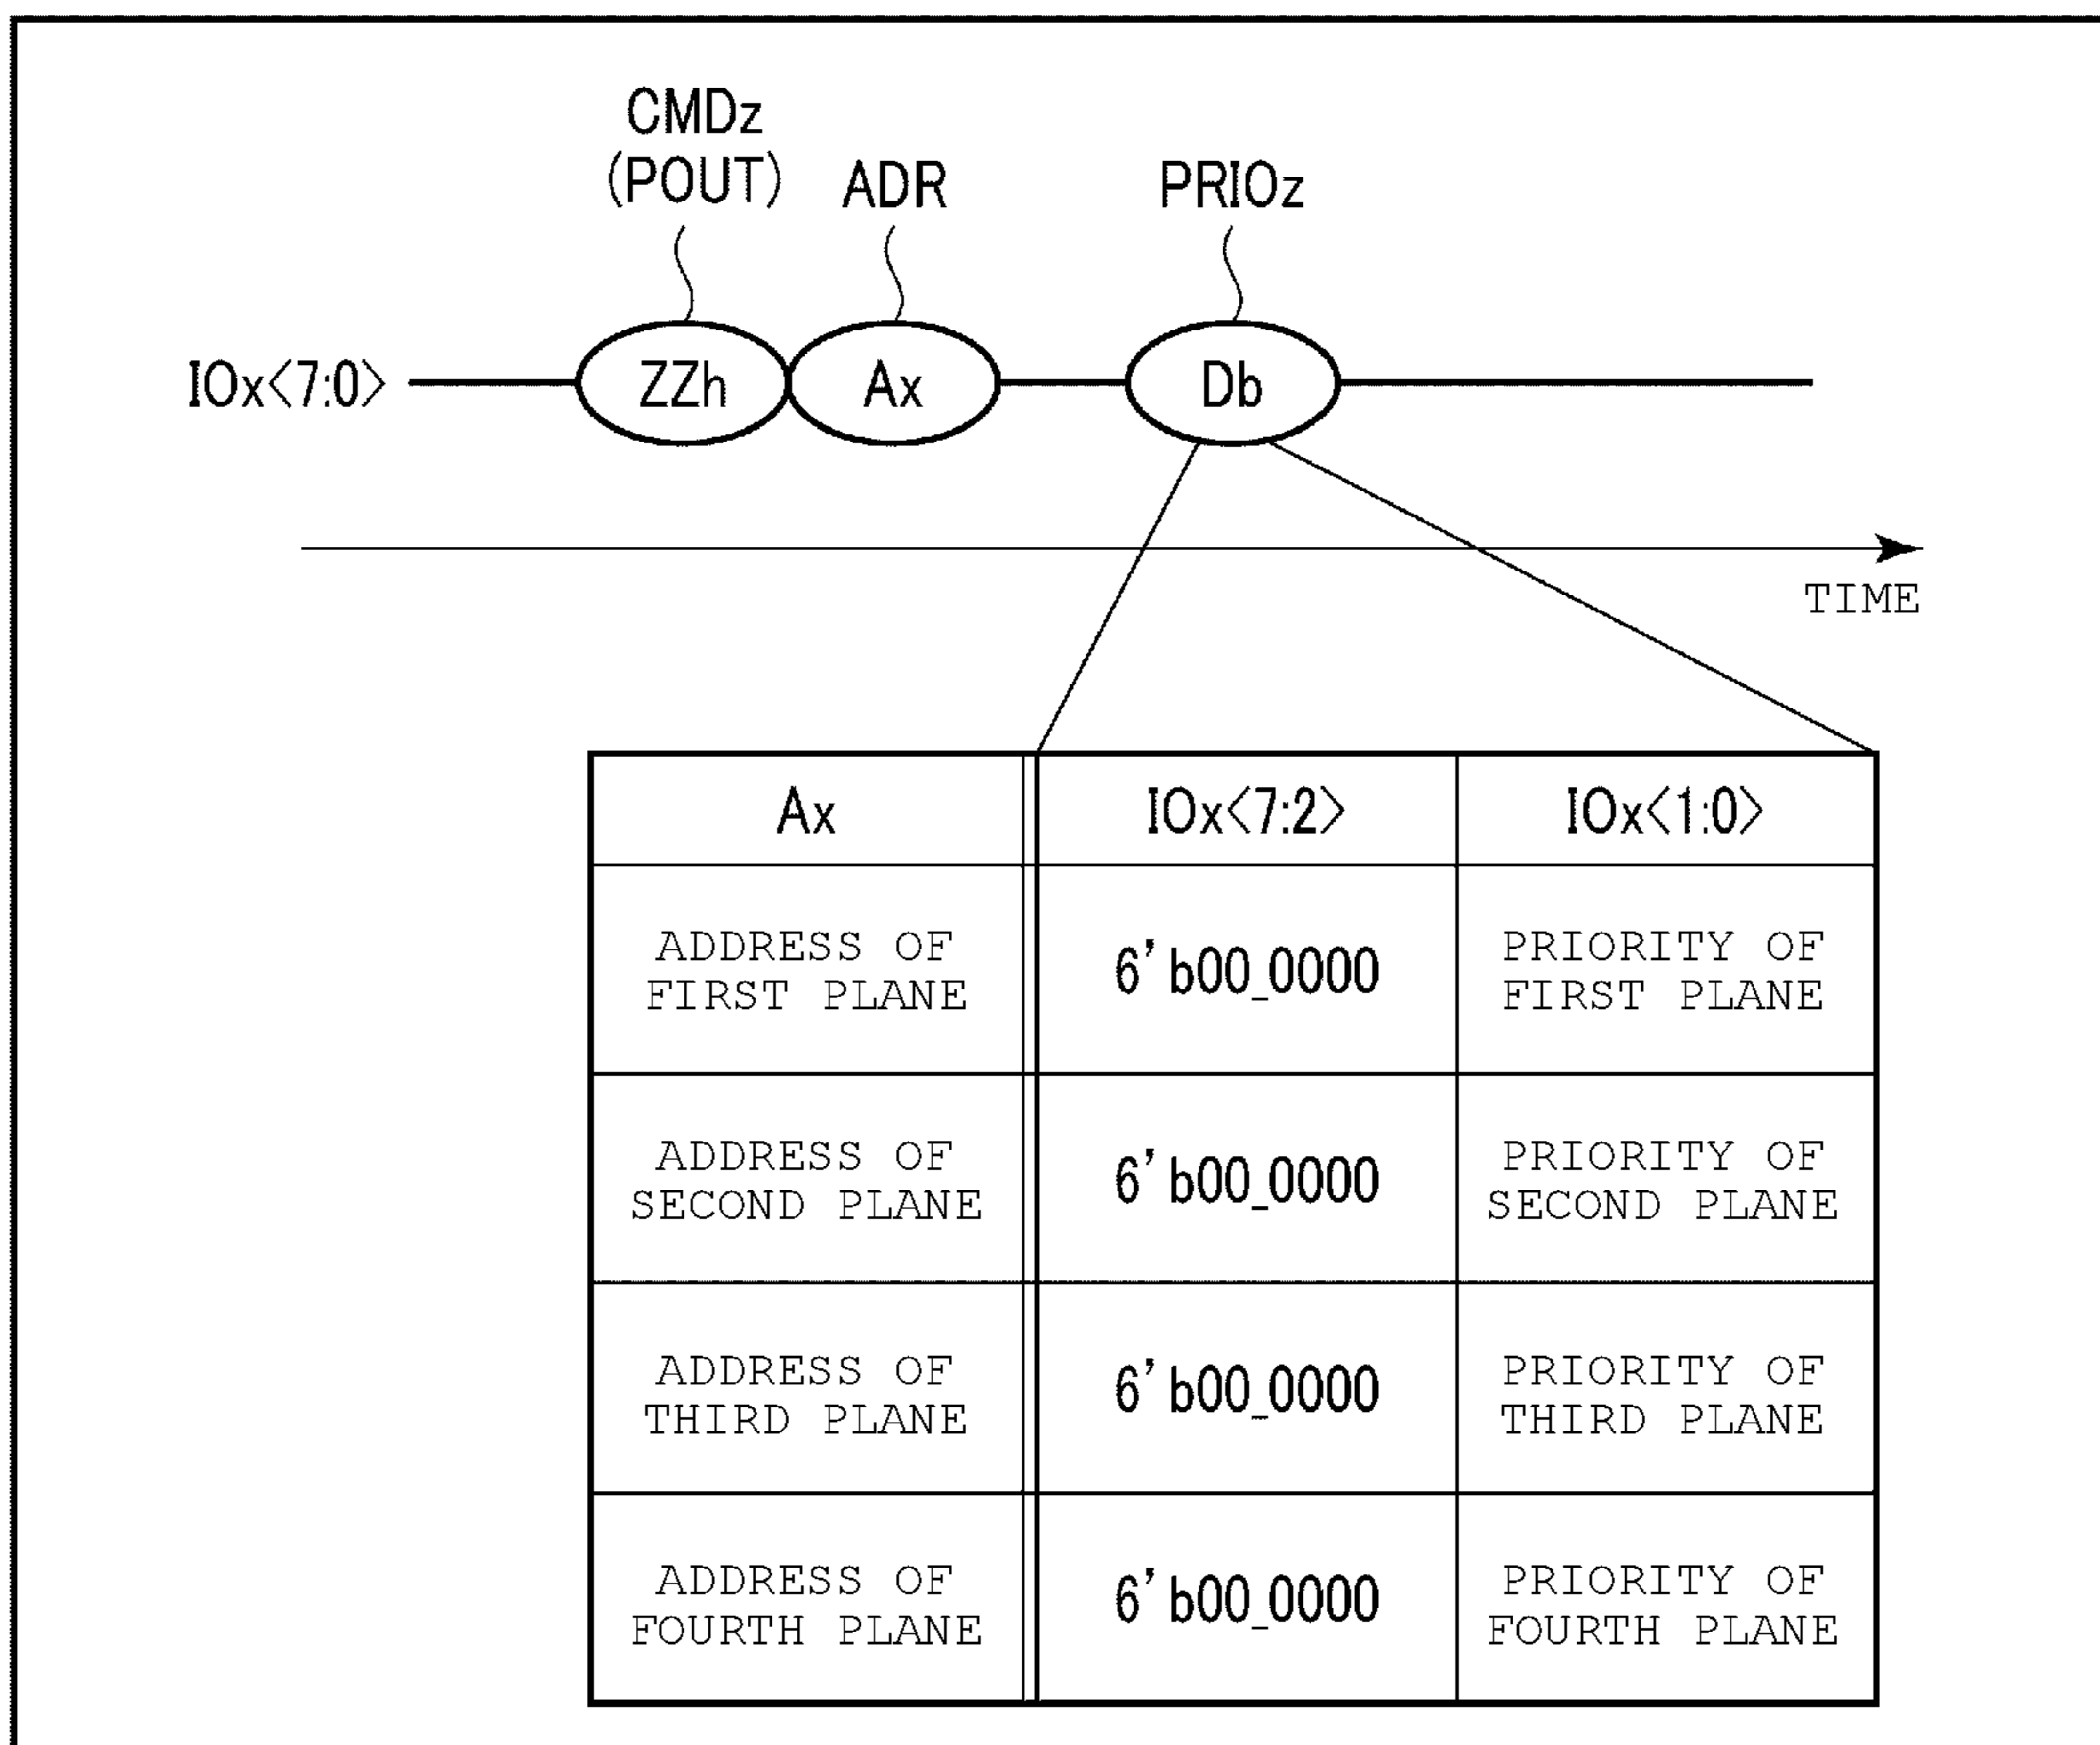 CMDz
(POUT)
ADR
PRIOz
IOx<7:0>
ZZh
Ax
Db
TIME
Ax
IOx<7:2>
IOx<1:0>
ADDRESS OF
FIRST PLANE
6'b00_0000
PRIORITY OF
FIRST PLANE
ADDRESS OF
SECOND PLANE
6'b00_0000
PRIORITY OF
SECOND PLANE
ADDRESS OF
THIRD PLANE
6'b00_0000
PRIORITY OF
THIRD PLANE
ADDRESS OF
FOURTH PLANE
6'b00_0000
PRIORITY OF
FOURTH PLANE